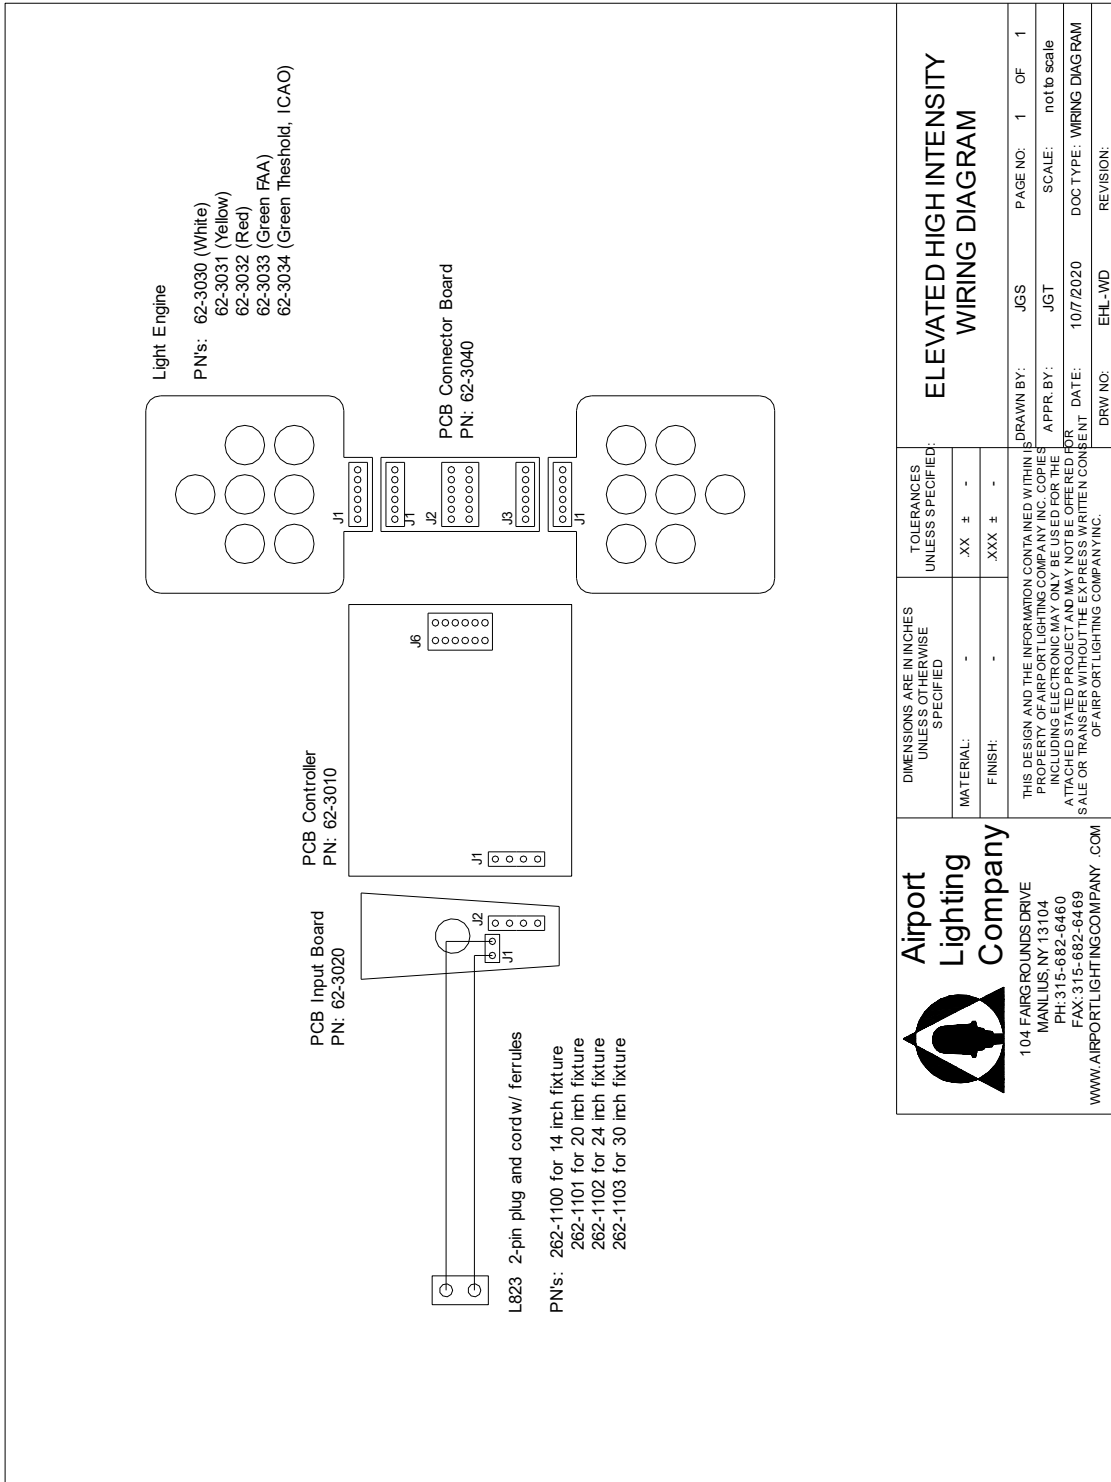 L823 2-pin plug and cord w/ ferrules
PN's: 262-1100 for 14 inch fixture
262-1101 for 20 inch fixture
262-1102 for 24 inch fixture
262-1103 for 30 inch fixture
PCB Input Board
PN: 62-3020
J1
J2
PCB Controller
PN: 62-3010
J1
J6
Light Engine
PN's: 62-3030 (White)
62-3031 (Yellow)
62-3032 (Red)
62-3033 (Green FAA)
62-3034 (Green Theshold, ICAO)
J1
J1
J2
J3
J1
PCB Connector Board
PN: 62-3040
Airport
Lighting
Company
104 FAIRGROUNDS DRIVE
MANLIUS, NY 13104
PH: 315-682-6460
FAX: 315-682-6469
WWW.AIRPORTLIGHTINGCOMPANY.COM
DIMENSIONS ARE IN INCHES
UNLESS OTHERWISE
SPECIFIED
TOLERANCES
UNLESS SPECIFIED:
MATERIAL: -
.XX ± -
FINISH: -
.XXX ± -
THIS DESIGN AND THE INFORMATION CONTAINED WITHIN IS
PROPERTY OF AIRPORT LIGHTING COMPANY INC. COPIES
INCLUDING ELECTRONIC MAY ONLY BE USED FOR THE
ATTACHED STATED PROJECT AND MAY NOT BE OFFERED FOR
SALE OR TRANSFER WITHOUT THE EXPRESS WRITTEN CONSENT
OF AIRPORT LIGHTING COMPANY INC.
ELEVATED HIGH INTENSITY
WIRING DIAGRAM
DRAWN BY: JGS PAGE NO: 1 OF 1
APPR. BY: JGT SCALE: not to scale
DATE: 10/7/2020 DOC TYPE: WIRING DIAGRAM
DRW NO: EHL-WD REVISION: